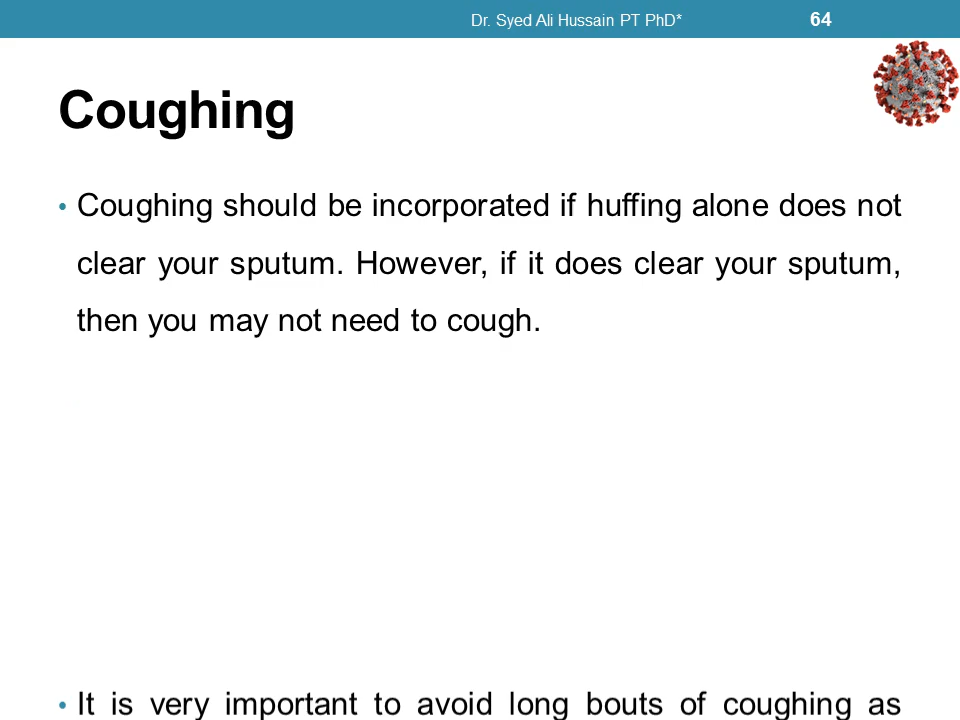 Dr. Syed Ali Hussain PT PhD* 64
Coughing
• Coughing should be incorporated if huffing alone does not
clear your sputum. However, if it does clear your sputum,
then you may not need to cough.
• It is very important to avoid long bouts of coughing as